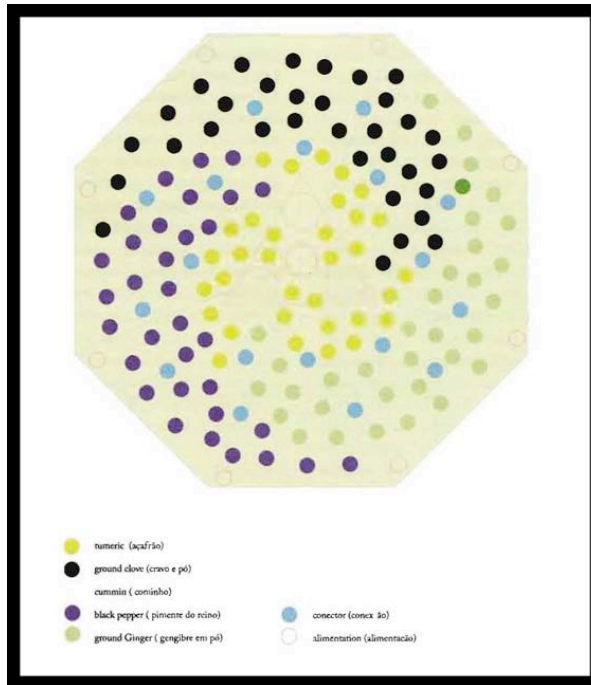 tumeric (açafrão)
ground clove (cravo e pó)
cummin ( cominho)
black pepper ( pimente do reino)
ground Ginger ( gengibre em pó)
conector (conex ão)
alimentation (alimentacão)